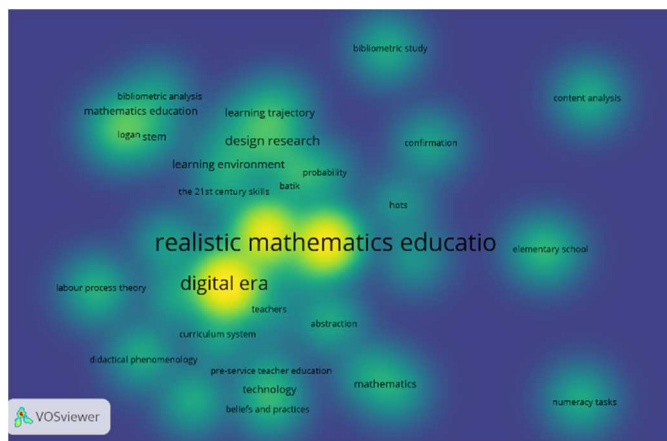 bibliometric study
bibliometric analysis
content analysis
mathematics education
learning trajectory
logan stem
design research
confirmation
learning environment
probability
the 21st century skills
batik
hots
realistic mathematics educatio
elementary school
digital era
labour process theory
teachers
abstraction
curriculum system
didactical phenomenology
pre-service teacher education
technology
mathematics
beliefs and practices
numeracy tasks
VOSviewer